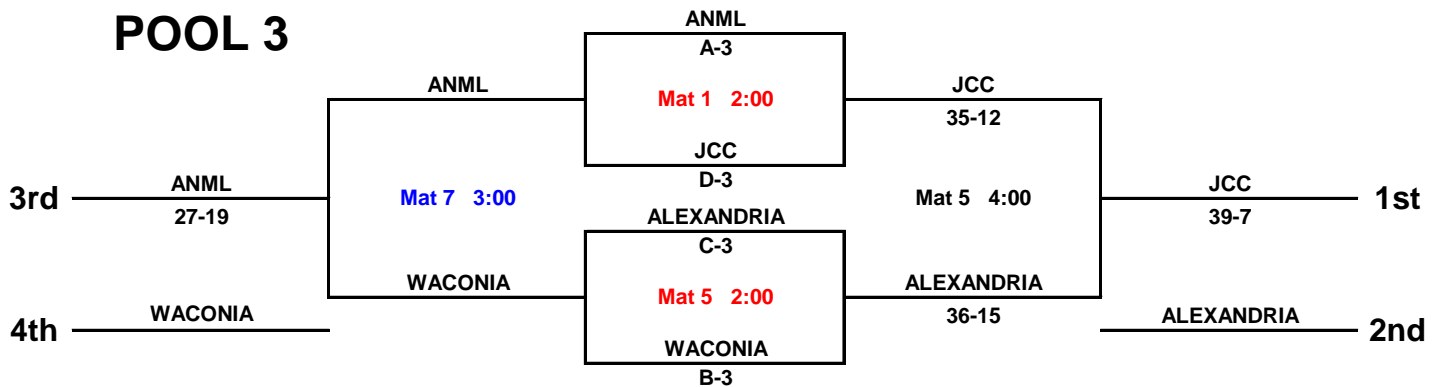 POOL 3
ANML
A-3
ANML
Mat 1 2:00
JCC
35-12
JCC
D-3
3rd
ANML
27-19
Mat 7 3:00
Mat 5 4:00
JCC
39-7
1st
ALEXANDRIA
C-3
WACONIA
Mat 5 2:00
ALEXANDRIA
36-15
4th
WACONIA
ALEXANDRIA
2nd
WACONIA
B-3